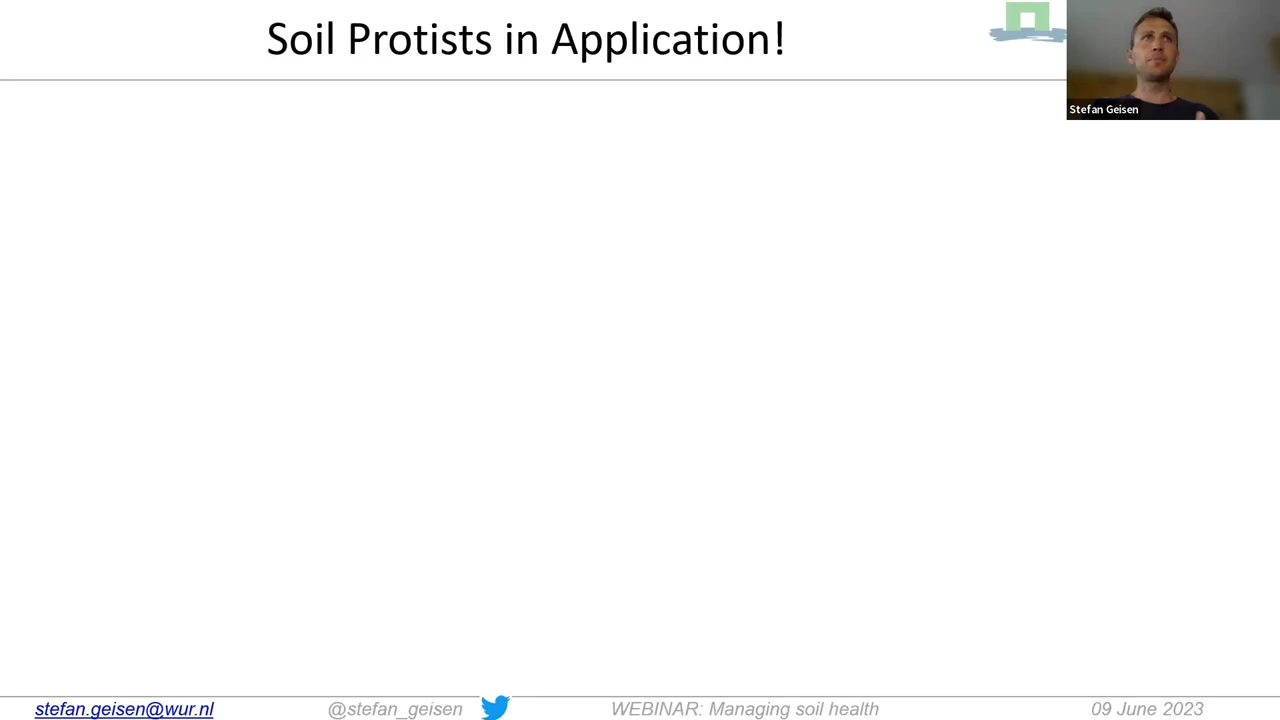 Soil Protists in Application!
Stefan Geisen
stefan.geisen@wur.nl
@stefan_geisen
WEBINAR: Managing soil health
09 June 2023